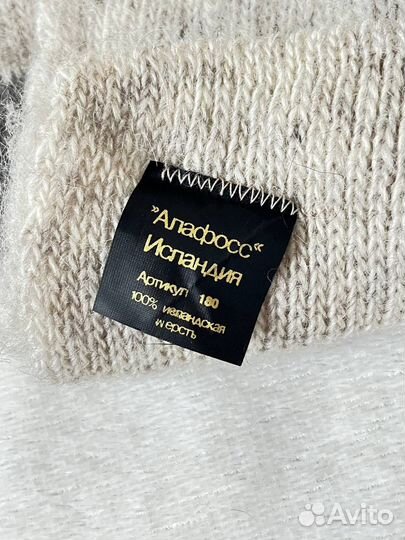 "Алафосс"
Исландия
Артикул 180
100% исландская
шерсть
Avito